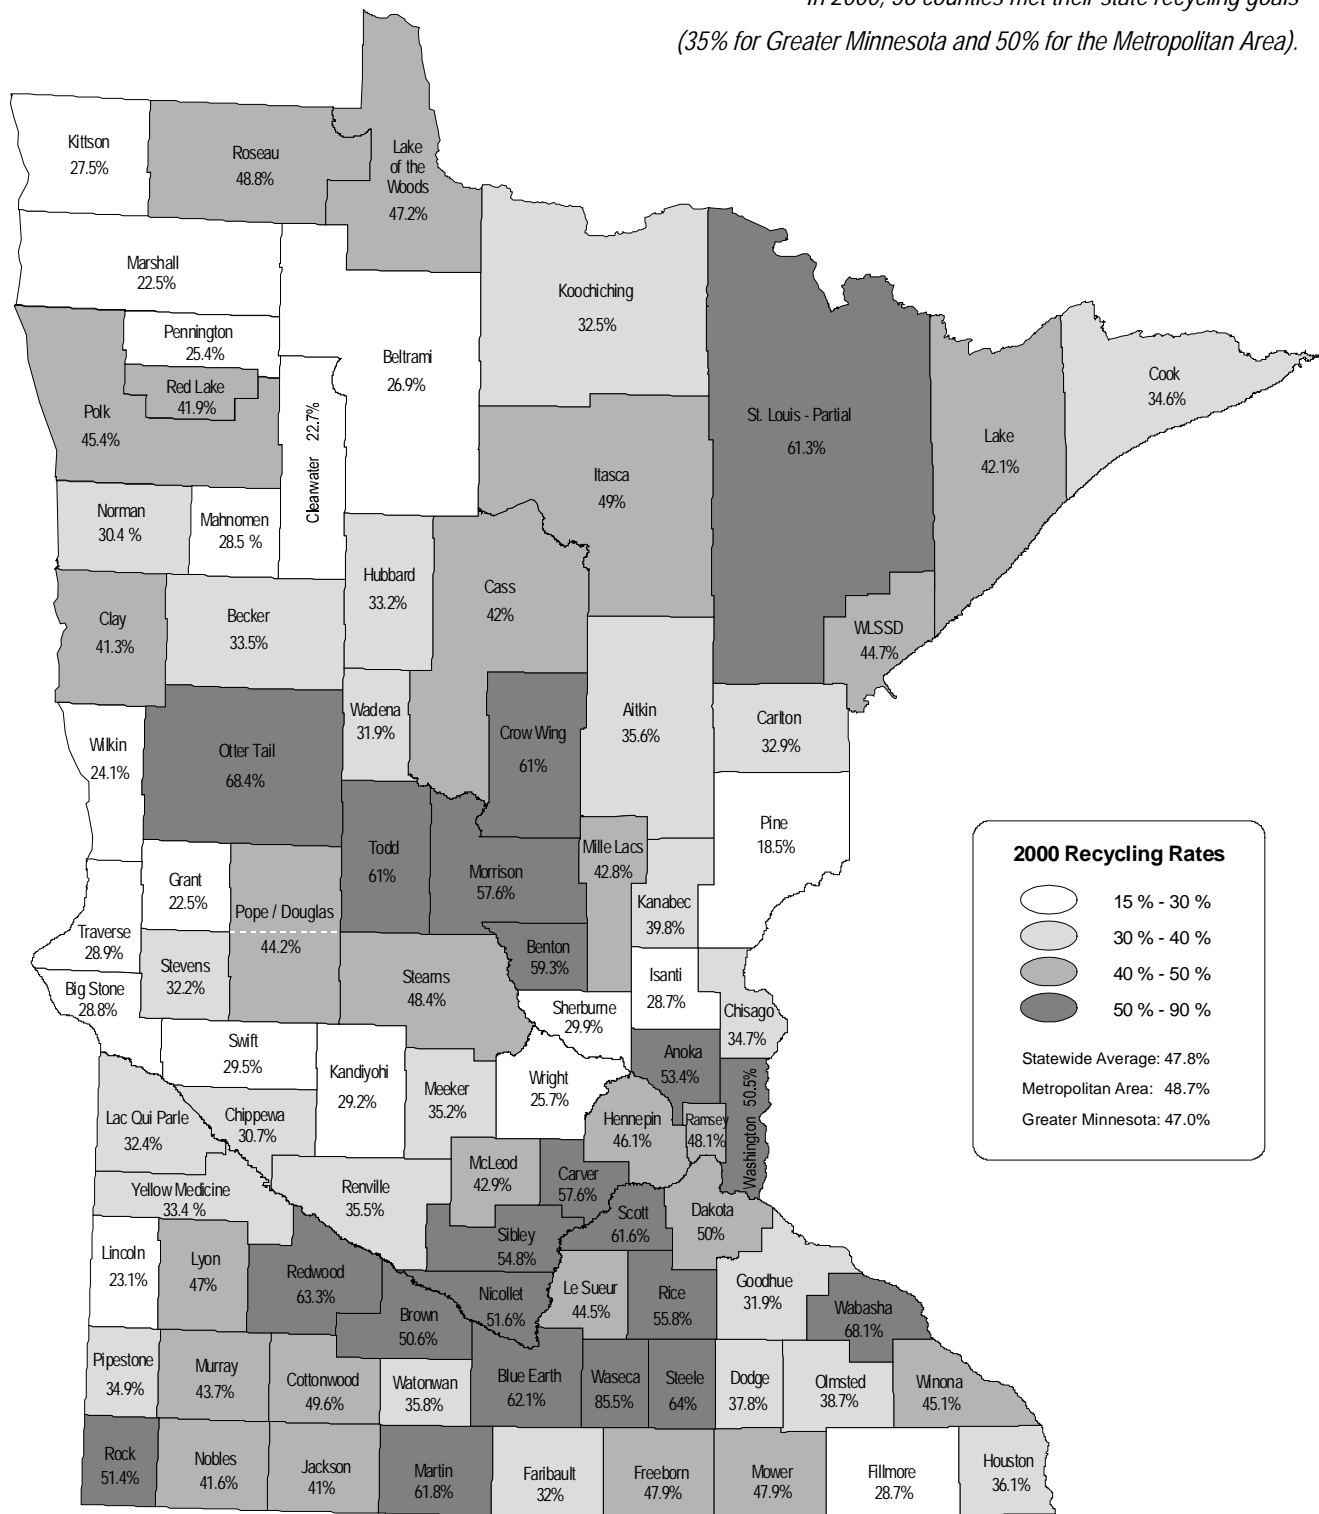 (35% for Greater Minnesota and 50% for the Metropolitan Area).
Kittson
27.5%
Roseau
48.8%
Lake
of the
Woods
47.2%
Marshall
22.5%
Koochiching
32.5%
Pennington
25.4%
Beltrami
26.9%
Red Lake
41.9%
Polk
45.4%
Clearwater 22.7%
St. Louis - Partial
61.3%
Lake
42.1%
Cook
34.6%
Itasca
49%
Norman
30.4 %
Mahnomen
28.5 %
Hubbard
33.2%
Cass
42%
Clay
41.3%
Becker
33.5%
WLSSD
44.7%
Wadena
31.9%
Crow Wing
61%
Aitkin
35.6%
Carlton
32.9%
Wilkin
24.1%
Otter Tail
68.4%
Pine
18.5%
Todd
61%
Morrison
57.6%
Mille Lacs
42.8%
Grant
22.5%
Pope / Douglas
44.2%
Kanabec
39.8%
Traverse
28.9%
Stevens
32.2%
Benton
59.3%
Stearns
48.4%
Isanti
28.7%
Big Stone
28.8%
Sherburne
29.9%
Chisago
34.7%
Swift
29.5%
Kandiyohi
29.2%
Anoka
53.4%
Meeker
35.2%
Wright
25.7%
Washington 50.5%
Lac Qui Parle
32.4%
Chippewa
30.7%
Hennepin
46.1%
Ramsey
48.1%
McLeod
42.9%
Carver
57.6%
Yellow Medicine
33.4 %
Renville
35.5%
Scott
61.6%
Dakota
50%
Lincoln
23.1%
Lyon
47%
Redwood
63.3%
Sibley
54.8%
Nicollet
51.6%
Le Sueur
44.5%
Rice
55.8%
Goodhue
31.9%
Wabasha
68.1%
Brown
50.6%
Pipestone
34.9%
Murray
43.7%
Cottonwood
49.6%
Watonwan
35.8%
Blue Earth
62.1%
Waseca
85.5%
Steele
64%
Dodge
37.8%
Olmsted
38.7%
Winona
45.1%
Rock
51.4%
Nobles
41.6%
Jackson
41%
Martin
61.8%
Faribault
32%
Freeborn
47.9%
Mower
47.9%
Fillmore
28.7%
Houston
36.1%
2000 Recycling Rates
15 % - 30 %
30 % - 40 %
40 % - 50 %
50 % - 90 %
Statewide Average: 47.8%
Metropolitan Area: 48.7%
Greater Minnesota: 47.0%